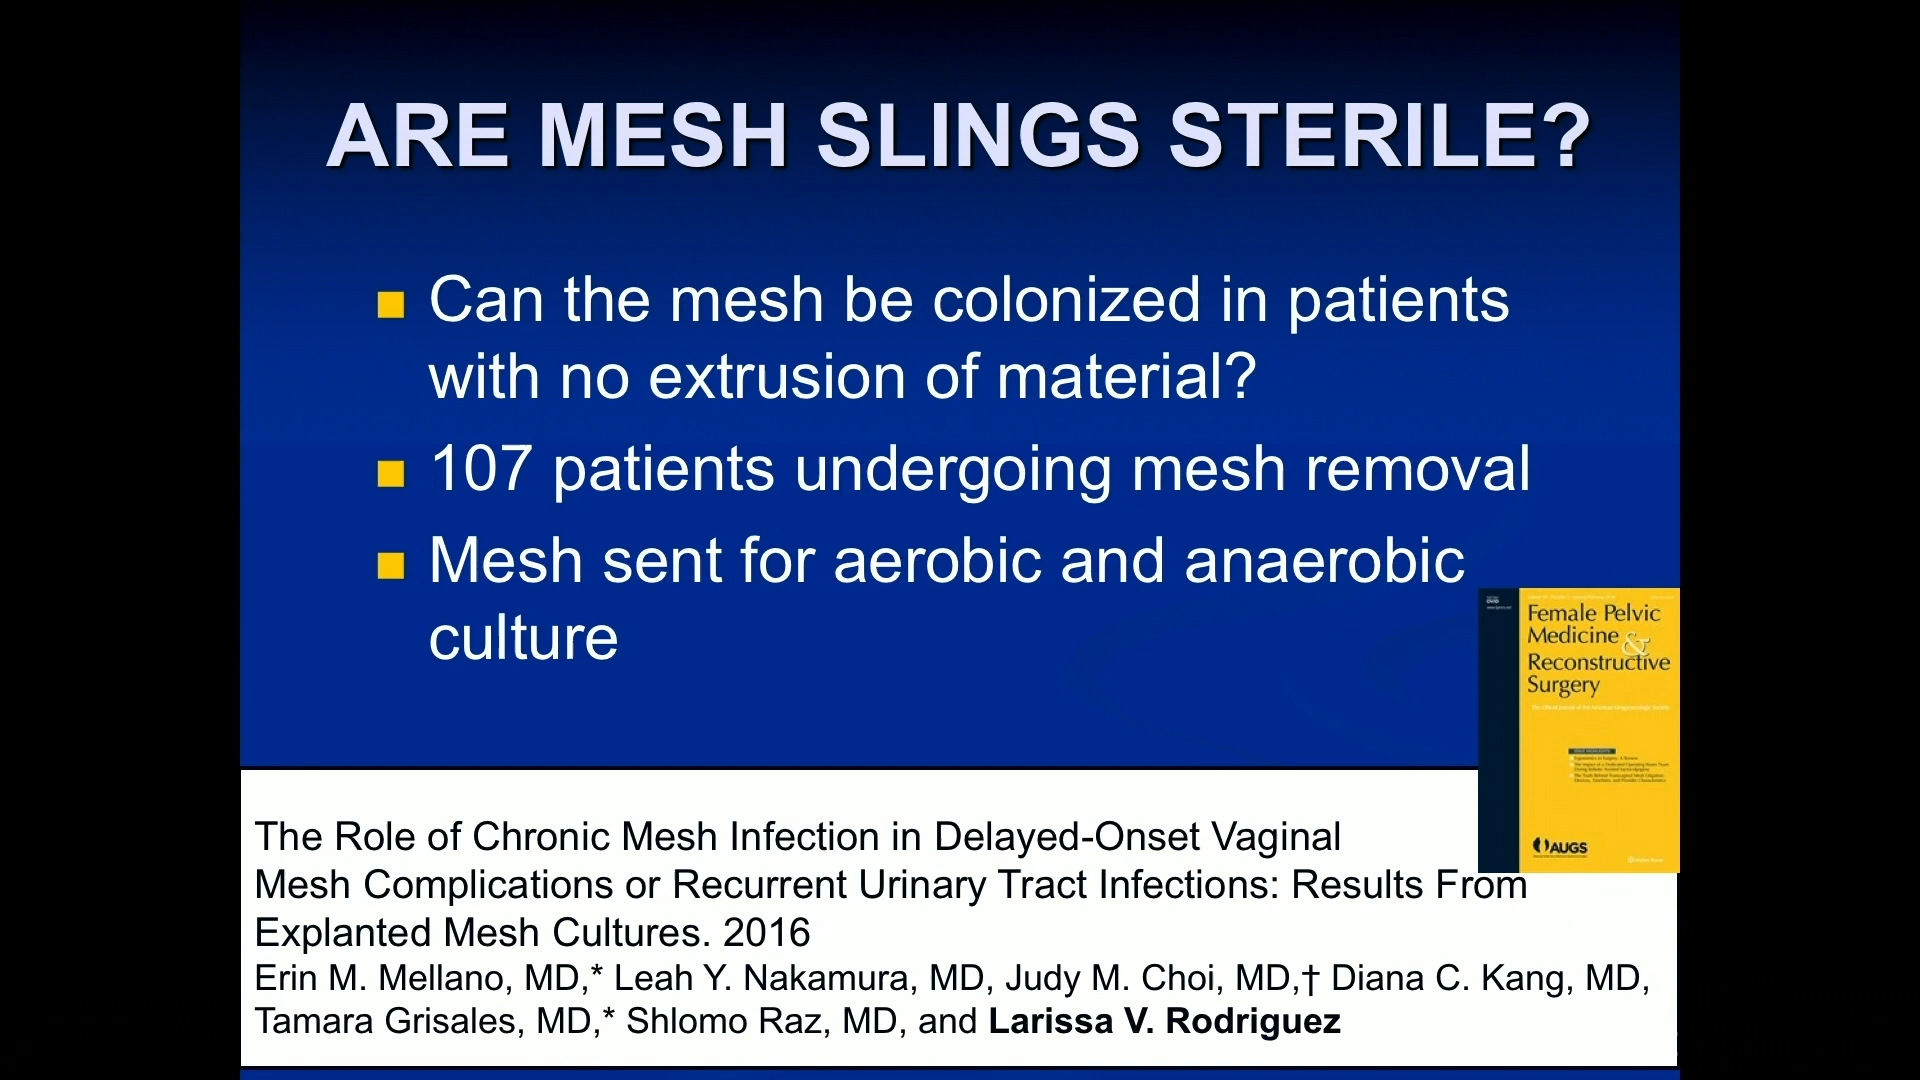 ARE MESH SLINGS STERILE?
Can the mesh be colonized in patients
with no extrusion of material?
107 patients undergoing mesh removal
Mesh sent for aerobic and anaerobic
culture
Female Pelvic
Medicine &
Reconstructive
Surgery
AUGS
The Role of Chronic Mesh Infection in Delayed-Onset Vaginal
Mesh Complications or Recurrent Urinary Tract Infections: Results From
Explanted Mesh Cultures. 2016
Erin M. Mellano, MD,* Leah Y. Nakamura, MD, Judy M. Choi, MD,† Diana C. Kang, MD,
Tamara Grisales, MD,* Shlomo Raz, MD, and Larissa V. Rodriguez